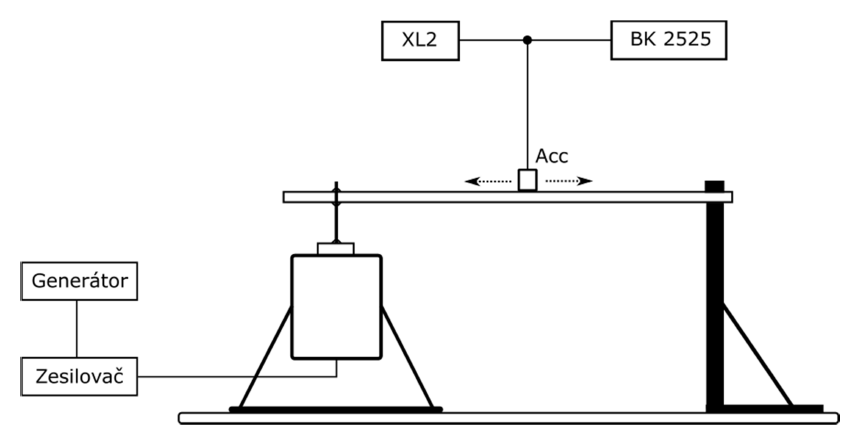 XL2
BK 2525
Acc
Generátor
Zesilovač